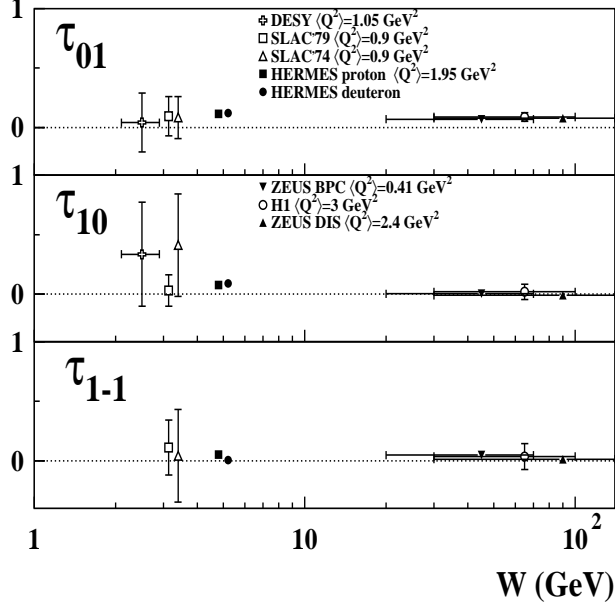 1
τ01
DESY ⟨Q²⟩=1.05 GeV²
SLAC'79 ⟨Q²⟩=0.9 GeV²
SLAC'74 ⟨Q²⟩=0.9 GeV²
HERMES proton ⟨Q²⟩=1.95 GeV²
HERMES deuteron
0
1
τ10
ZEUS BPC ⟨Q²⟩=0.41 GeV²
H1 ⟨Q²⟩=3 GeV²
ZEUS DIS ⟨Q²⟩=2.4 GeV²
0
1
τ1-1
0
1 10 10²
W (GeV)